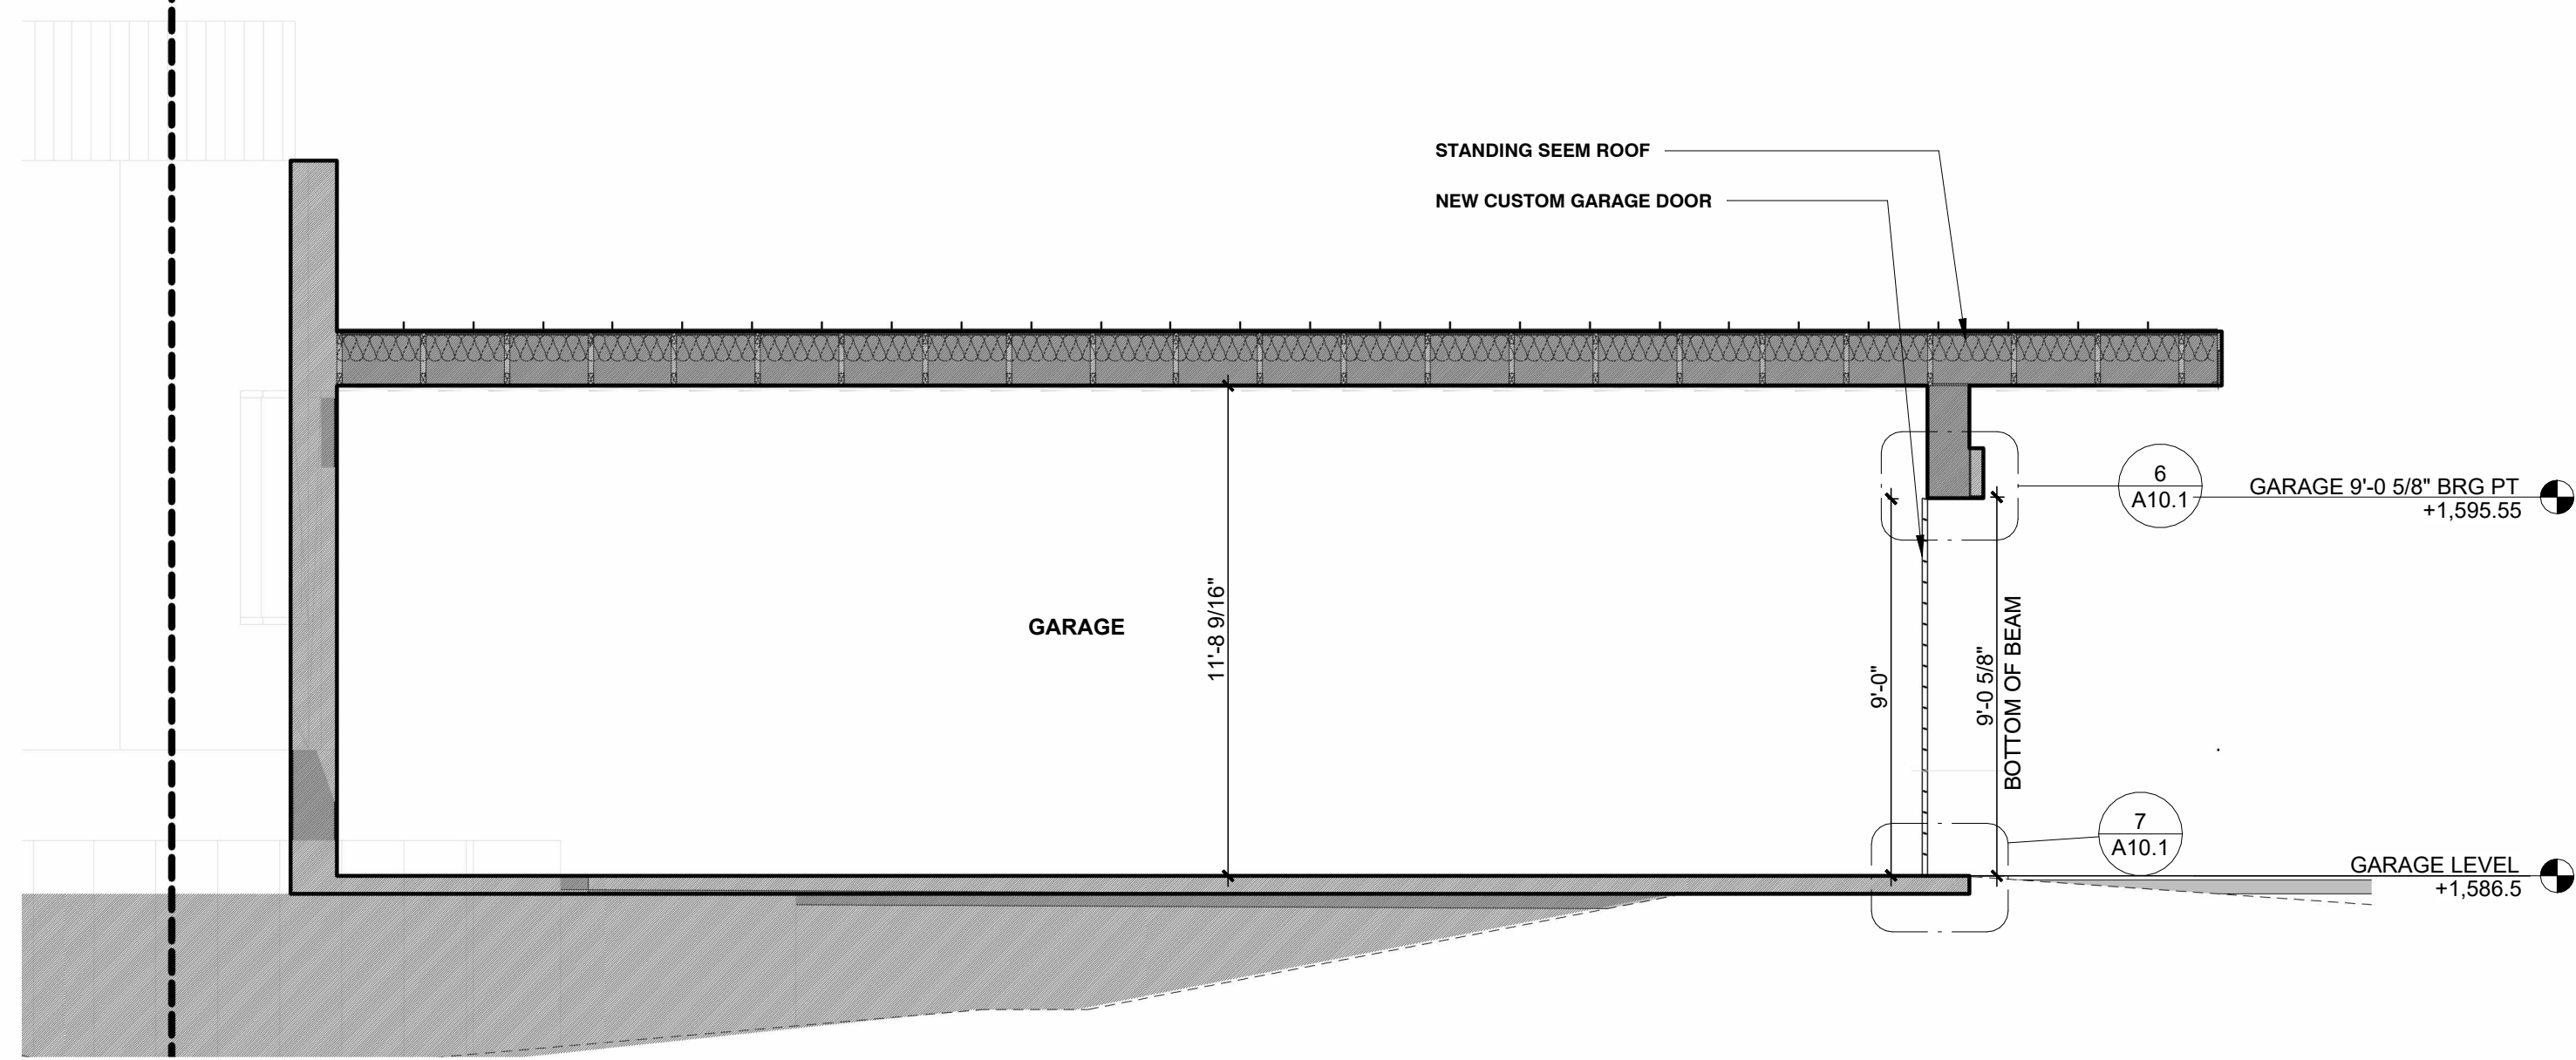 STANDING SEEM ROOF
NEW CUSTOM GARAGE DOOR
6
A10.1
GARAGE 9'-0 5/8" BRG PT
+1,595.55
GARAGE
11'-8 9/16"
9'-0"
9'-0 5/8"
BOTTOM OF BEAM
7
A10.1
GARAGE LEVEL
+1,586.5